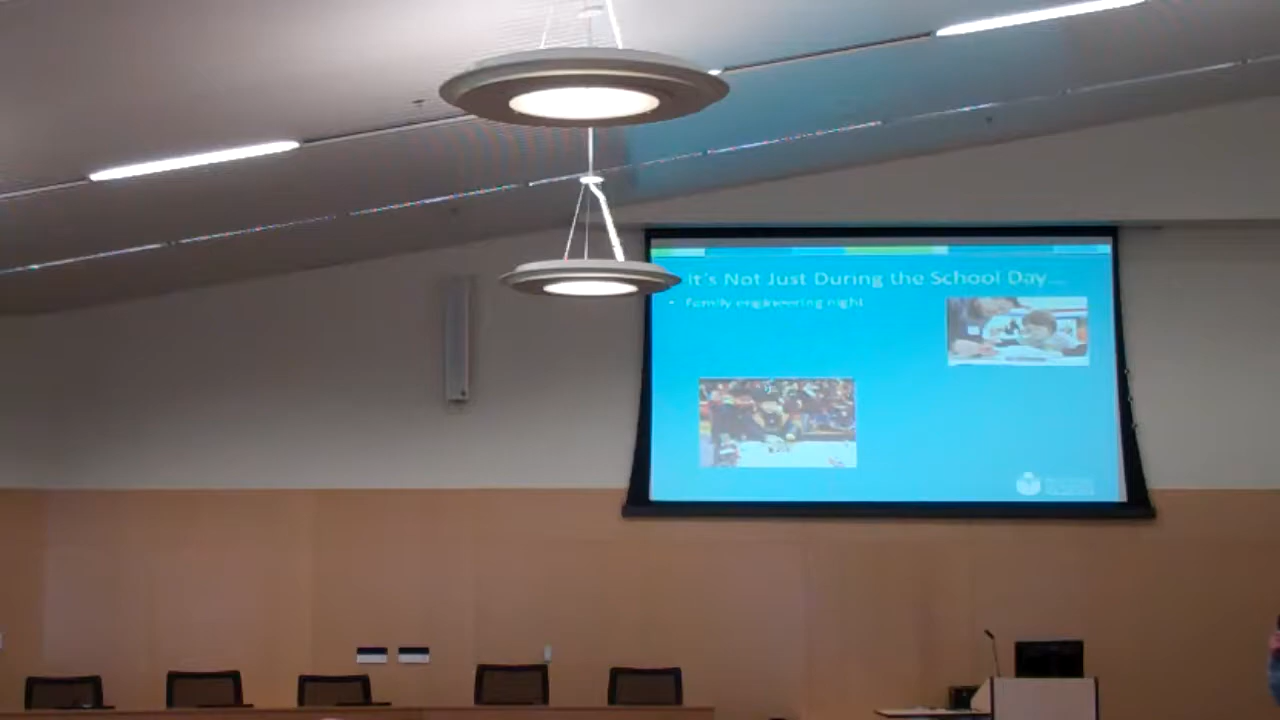 It's Not Just During the School Day...
• Family engineering night